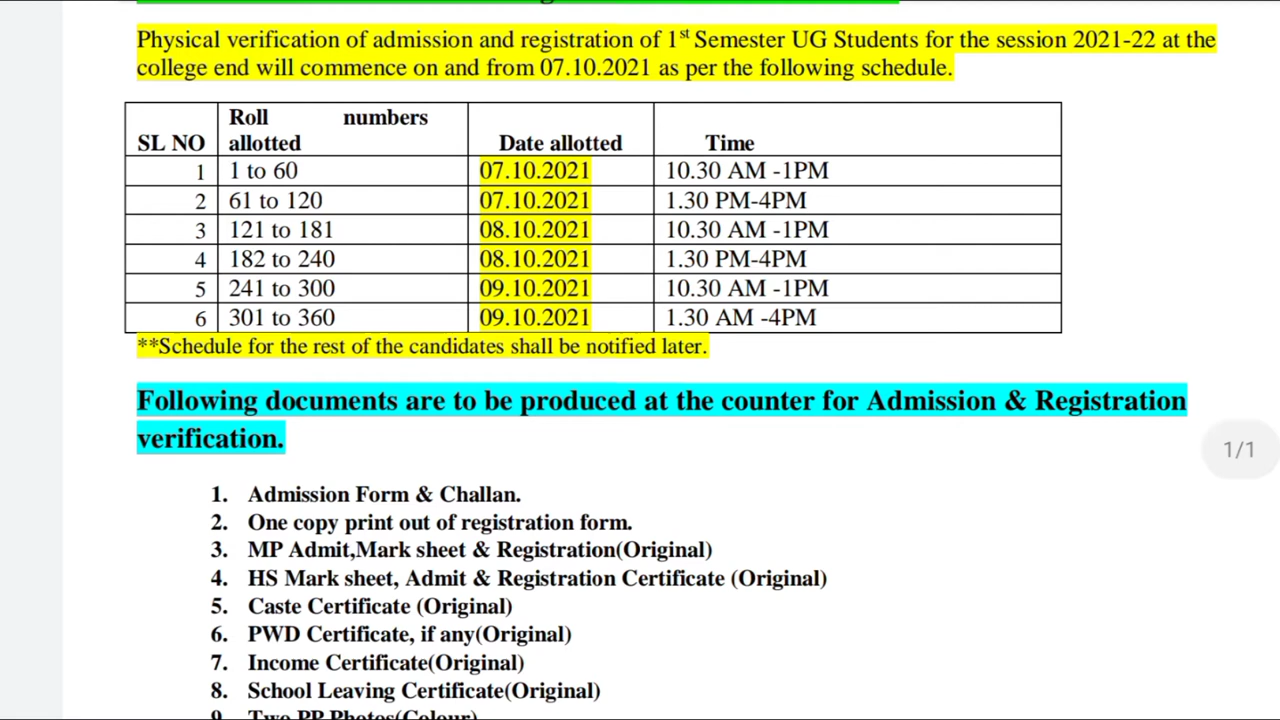 Physical verification of admission and registration of 1st Semester UG Students for the session 2021-22 at the
college end will commence on and from 07.10.2021 as per the following schedule.
SL NO Roll numbers allotted Date allotted Time
1 1 to 60 07.10.2021 10.30 AM -1PM
2 61 to 120 07.10.2021 1.30 PM-4PM
3 121 to 181 08.10.2021 10.30 AM -1PM
4 182 to 240 08.10.2021 1.30 PM-4PM
5 241 to 300 09.10.2021 10.30 AM -1PM
6 301 to 360 09.10.2021 1.30 AM -4PM
**Schedule for the rest of the candidates shall be notified later.
Following documents are to be produced at the counter for Admission & Registration
verification.
1/1
1. Admission Form & Challan.
2. One copy print out of registration form.
3. MP Admit,Mark sheet & Registration(Original)
4. HS Mark sheet, Admit & Registration Certificate (Original)
5. Caste Certificate (Original)
6. PWD Certificate, if any(Original)
7. Income Certificate(Original)
8. School Leaving Certificate(Original)
9. Two PP Photos(Colour)